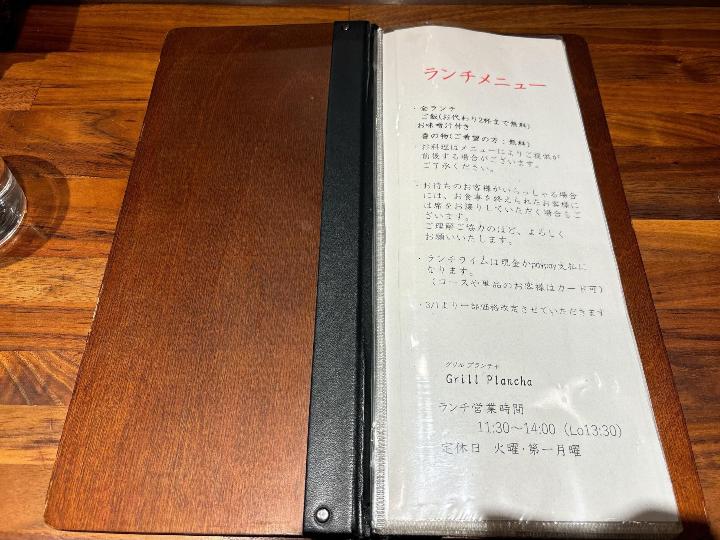 ランチメニュー
・全ランチ
ご飯(お代わり2杯まで無料)
お味噌汁付き
香の物(ご希望の方:無料)
・お料理はメニューによりご提供が
前後する場合がございます。
ご了承ください。
・お待ちのお客様がいらっしゃる場合
には、お食事を終えられたお客様に
は席をお譲りしていただく場合もご
ざいます。
ご理解ご協力のほど、よろしく
お願いいたします。
・ランチタイムは現金かpaypay支払に
なります。
(コースや単品のお客様はカード可)
・3/1より一部価格改定させていただきます
グリル プランチャ
Grill Plancha
ランチ営業時間
11:30～14:00 (Lo13:30)
定休日 火曜・第一月曜